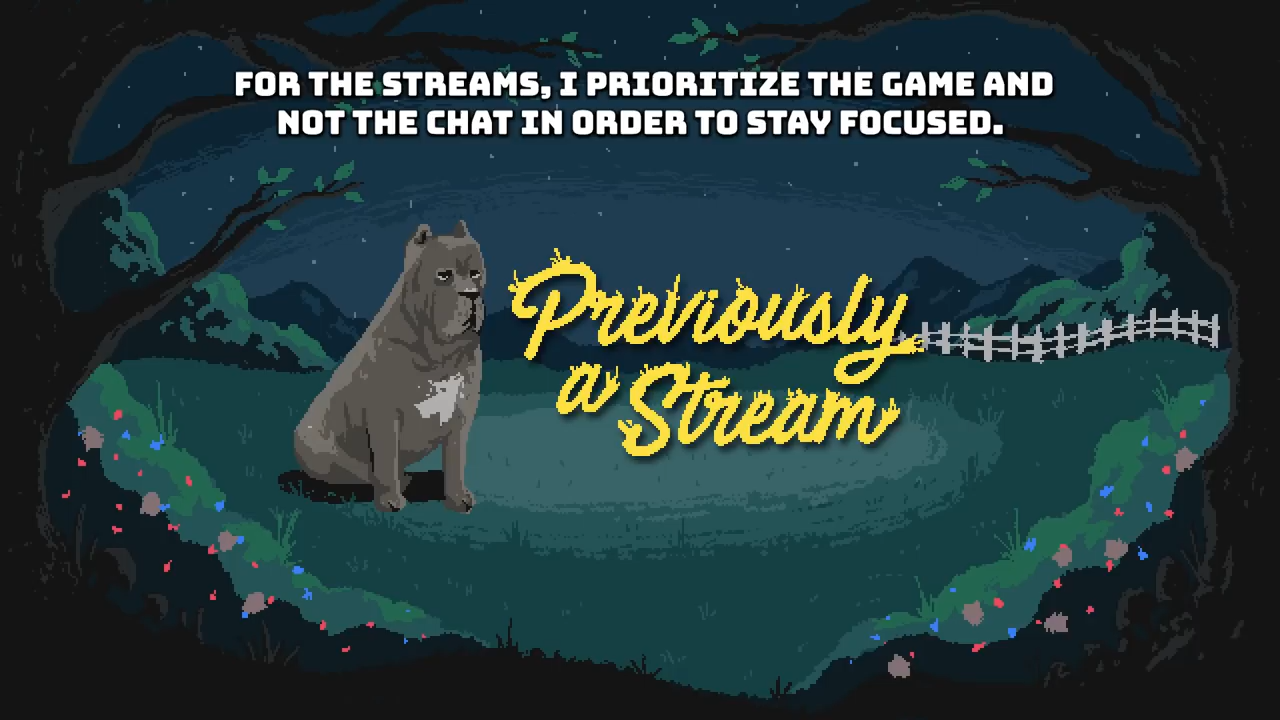 FOR THE STREAMS, I PRIORITIZE THE GAME AND
NOT THE CHAT IN ORDER TO STAY FOCUSED.
Previously
a Stream